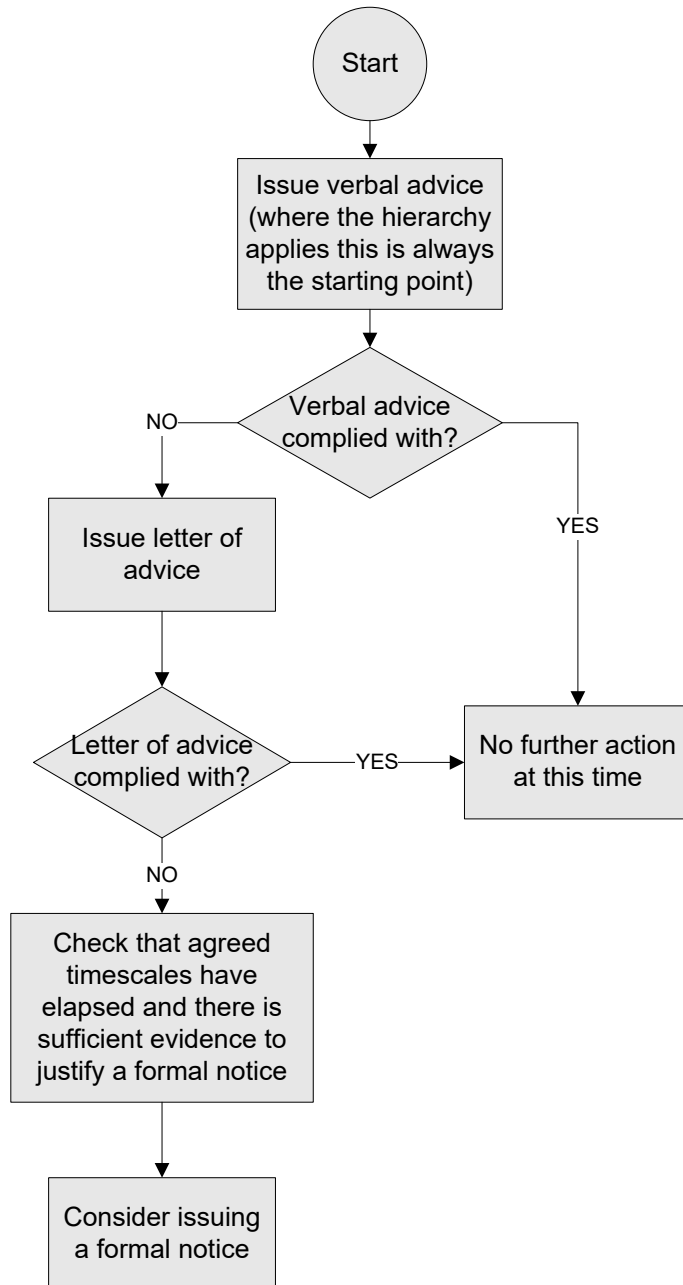 Start
Issue verbal advice
(where the hierarchy
applies this is always
the starting point)
Verbal advice
complied with?
NO
YES
Issue letter of
advice
Letter of advice
complied with?
YES
No further action
at this time
NO
Check that agreed
timescales have
elapsed and there is
sufficient evidence to
justify a formal notice
Consider issuing
a formal notice